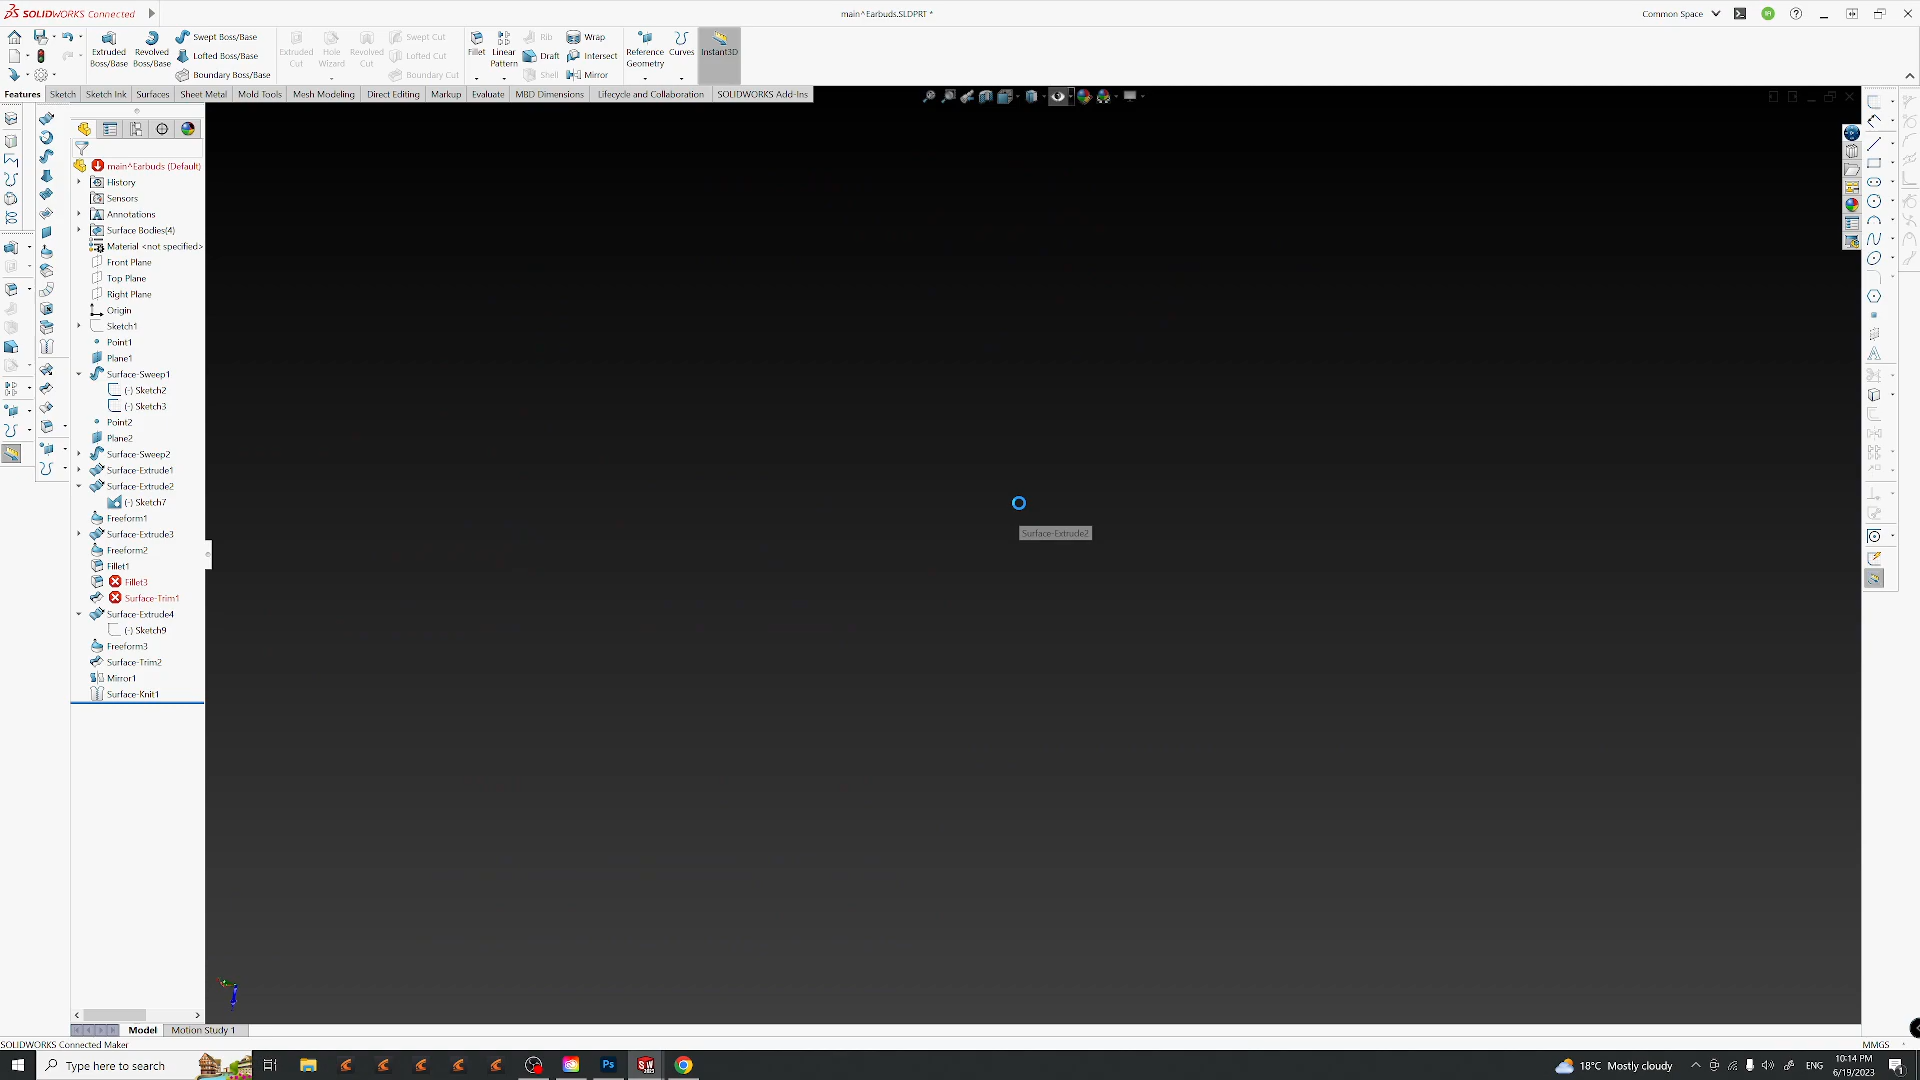 SOLIDWORKS Connected
main^Earbuds.SLDPRT *
Common Space
Extruded Boss/Base
Revolved Boss/Base
Swept Boss/Base
Lofted Boss/Base
Boundary Boss/Base
Extruded Cut
Hole Wizard
Revolved Cut
Swept Cut
Lofted Cut
Boundary Cut
Fillet
Linear Pattern
Rib
Draft
Shell
Wrap
Intersect
Mirror
Reference Geometry
Curves
Instant3D
Features
Sketch
Sketch Ink
Surfaces
Sheet Metal
Mold Tools
Mesh Modeling
Direct Editing
Markup
Evaluate
MBD Dimensions
Lifecycle and Collaboration
SOLIDWORKS Add-Ins
main^Earbuds (Default)
History
Sensors
Annotations
Surface Bodies(4)
Material <not specified>
Front Plane
Top Plane
Right Plane
Origin
Sketch1
Point1
Plane1
Surface-Sweep1
(-) Sketch2
(-) Sketch3
Point2
Plane2
Surface-Sweep2
Surface-Extrude1
Surface-Extrude2
(-) Sketch7
Freeform1
Surface-Extrude3
Freeform2
Fillet1
Fillet3
Surface-Trim1
Surface-Extrude4
(-) Sketch9
Freeform3
Surface-Trim2
Mirror1
Surface-Knit1
Surface-Extrude2
Model
Motion Study 1
SOLIDWORKS Connected Maker
MMGS
Type here to search
Ps
SW
18°C Mostly cloudy
ENG
10:14 PM
6/19/2023